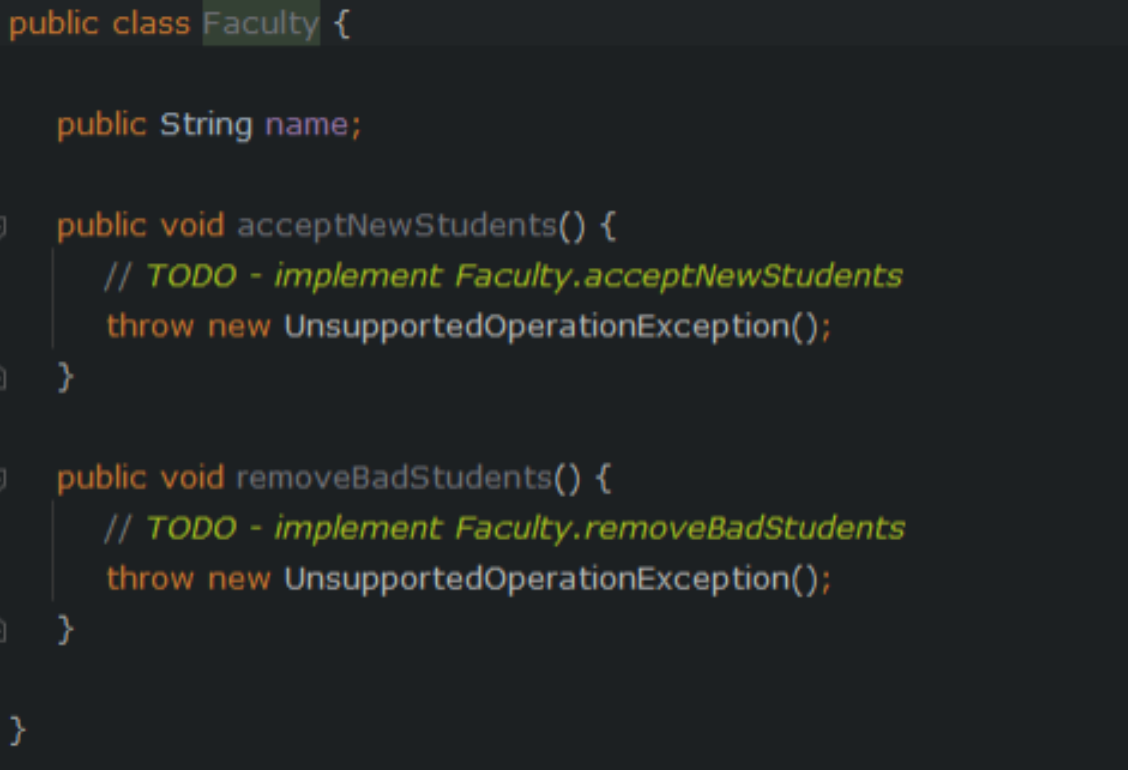 public class Faculty {
public String name;
public void acceptNewStudents() {
// TODO - implement Faculty.acceptNewStudents
throw new UnsupportedOperationException();
}
public void removeBadStudents() {
// TODO - implement Faculty.removeBadStudents
throw new UnsupportedOperationException();
}
}